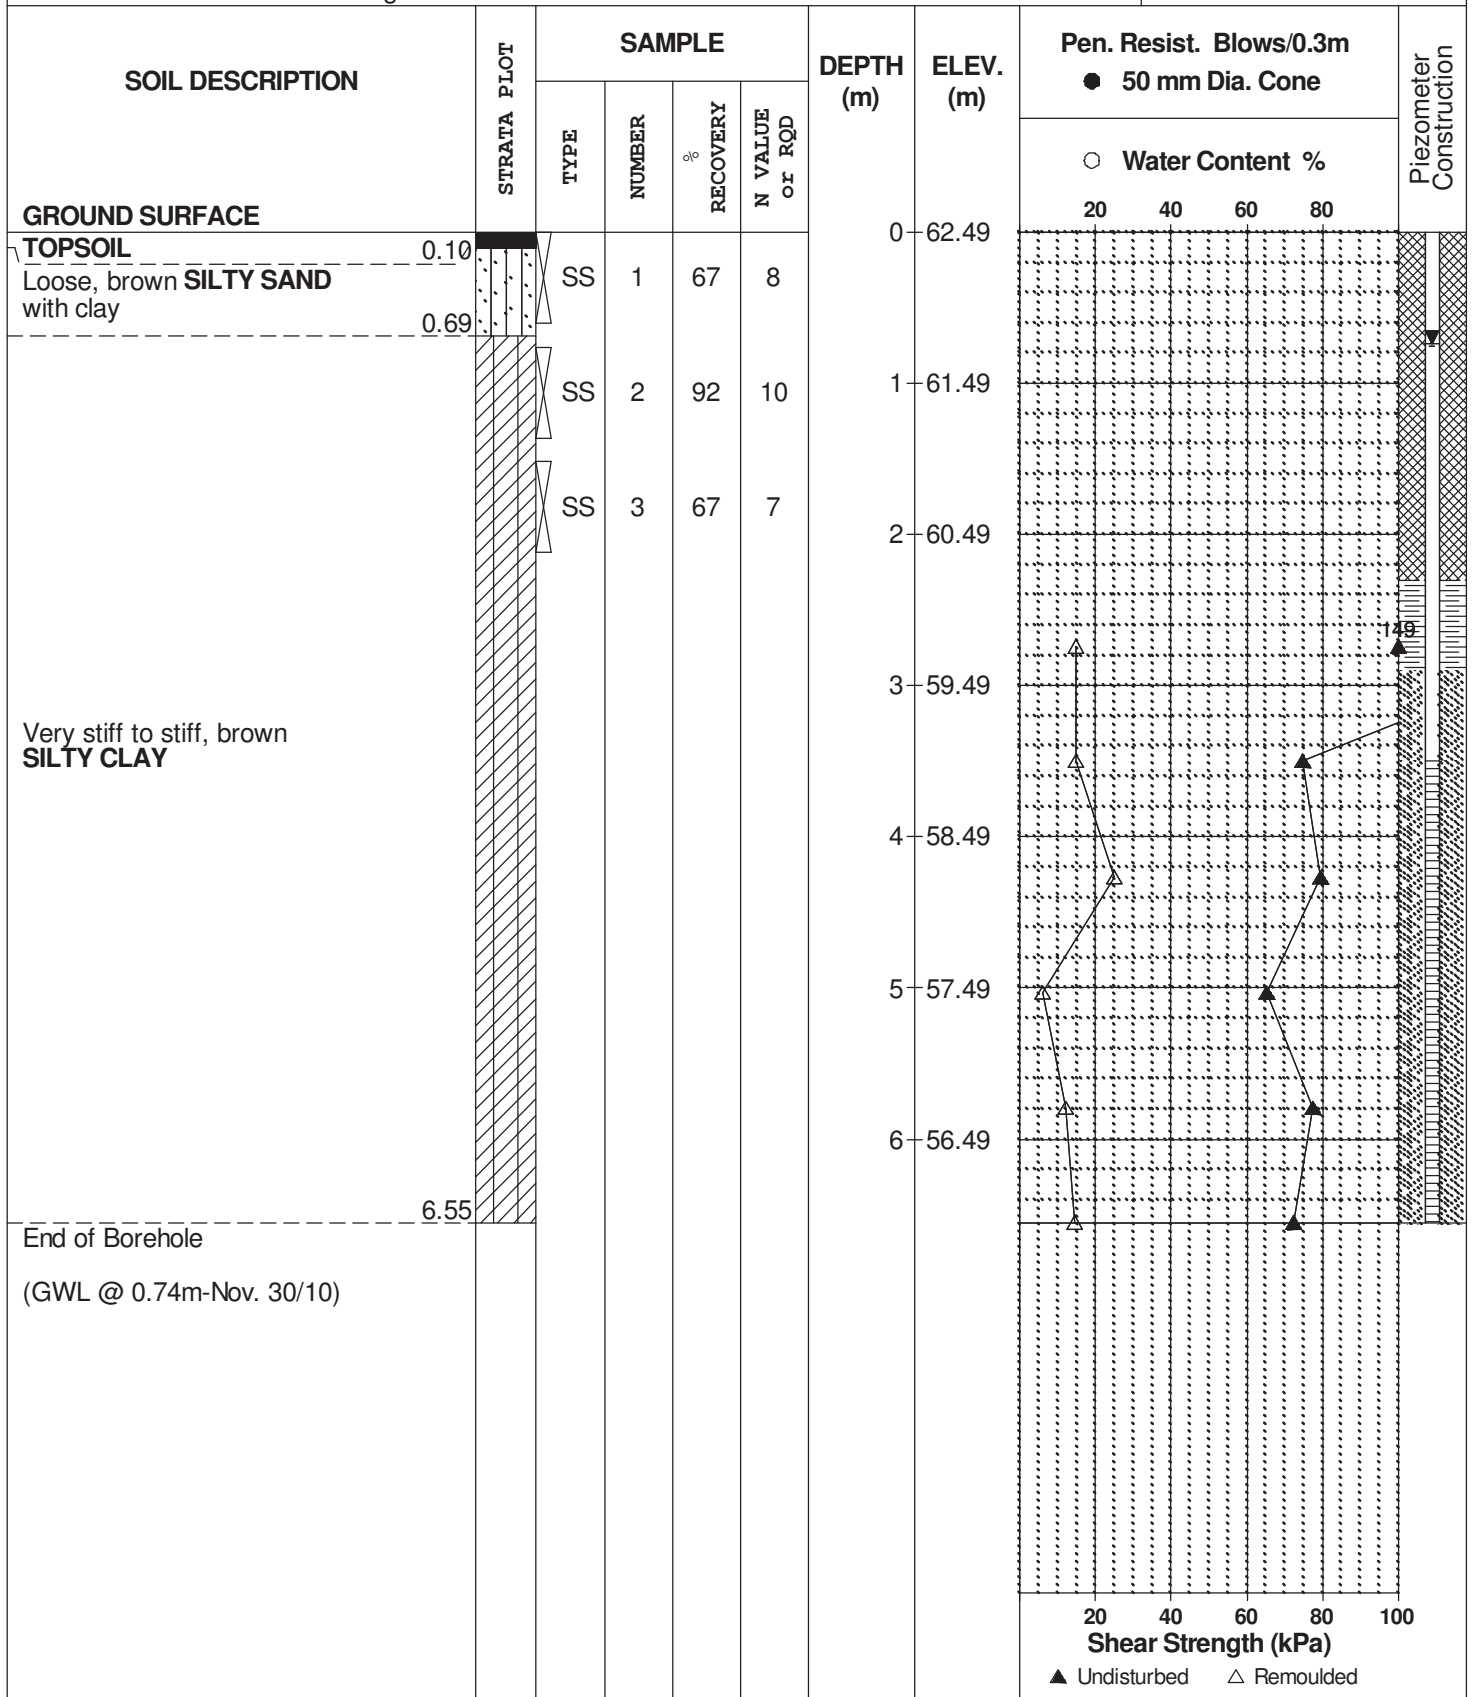 SOIL DESCRIPTION
STRATA PLOT
SAMPLE
TYPE
NUMBER
% RECOVERY
N VALUE or RQD
DEPTH (m)
ELEV. (m)
Pen. Resist. Blows/0.3m
● 50 mm Dia. Cone
○ Water Content %
Piezometer Construction
20 40 60 80
GROUND SURFACE
0 62.49
TOPSOIL 0.10
Loose, brown SILTY SAND
with clay
0.69
SS 1 67 8
SS 2 92 10
1 61.49
SS 3 67 7
2 60.49
149
3 59.49
Very stiff to stiff, brown
SILTY CLAY
4 58.49
5 57.49
6 56.49
6.55
End of Borehole
(GWL @ 0.74m-Nov. 30/10)
20 40 60 80 100
Shear Strength (kPa)
▲ Undisturbed △ Remoulded